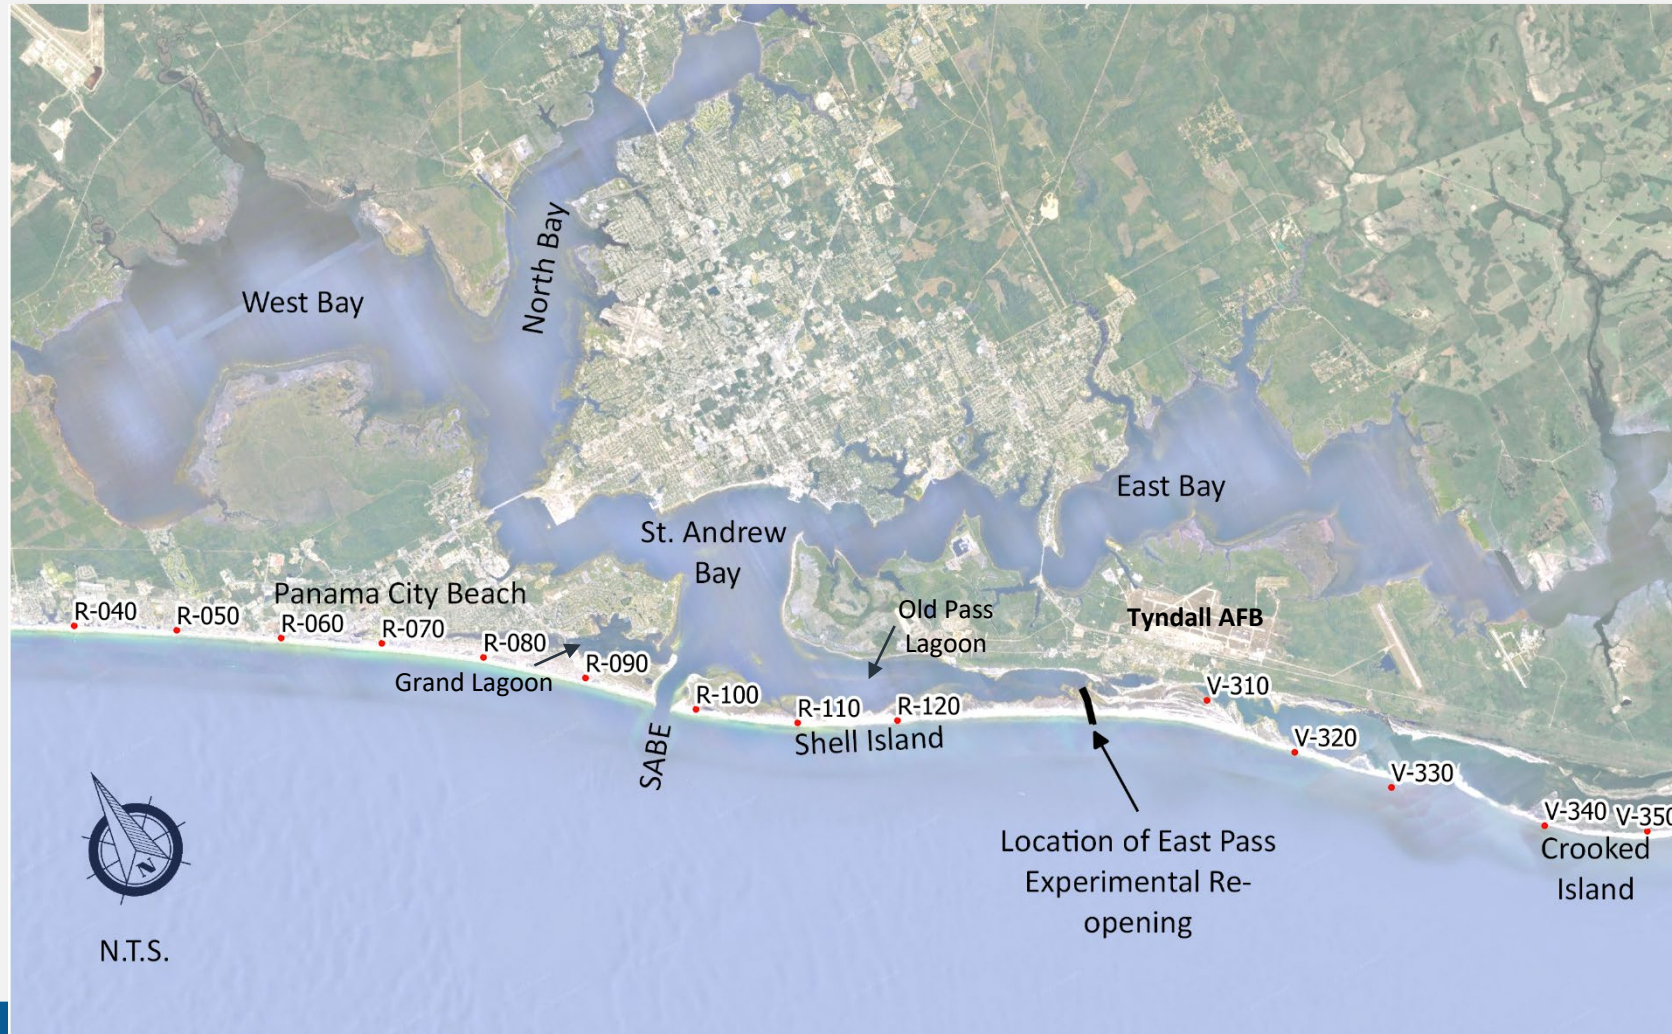 North Bay
West Bay
East Bay
St. Andrew
Bay
Panama City Beach
Old Pass
Lagoon
Tyndall AFB
R-040
R-050
R-060
R-070
R-080
R-090
Grand Lagoon
R-100
R-110
R-120
Shell Island
SABE
V-310
V-320
V-330
V-340
V-350
Crooked
Island
Location of East Pass
Experimental Re-
opening
N
N.T.S.